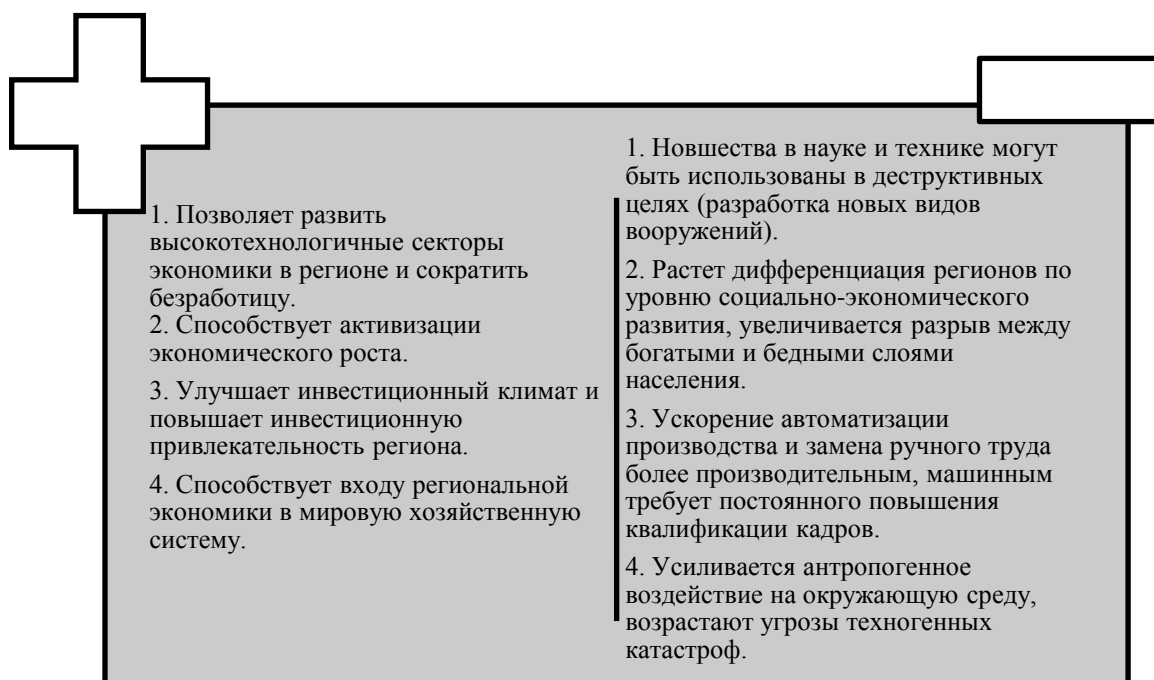 1. Позволяет развить
высокотехнологичные секторы
экономики в регионе и сократить
безработицу.
2. Способствует активизации
экономического роста.
3. Улучшает инвестиционный климат и
повышает инвестиционную
привлекательность региона.
4. Способствует входу региональной
экономики в мировую хозяйственную
систему.
1. Новшества в науке и технике могут
быть использованы в деструктивных
целях (разработка новых видов
вооружений).
2. Растет дифференциация регионов по
уровню социально-экономического
развития, увеличивается разрыв между
богатыми и бедными слоями
населения.
3. Ускорение автоматизации
производства и замена ручного труда
более производительным, машинным
требует постоянного повышения
квалификации кадров.
4. Усиливается антропогенное
воздействие на окружающую среду,
возрастают угрозы техногенных
катастроф.